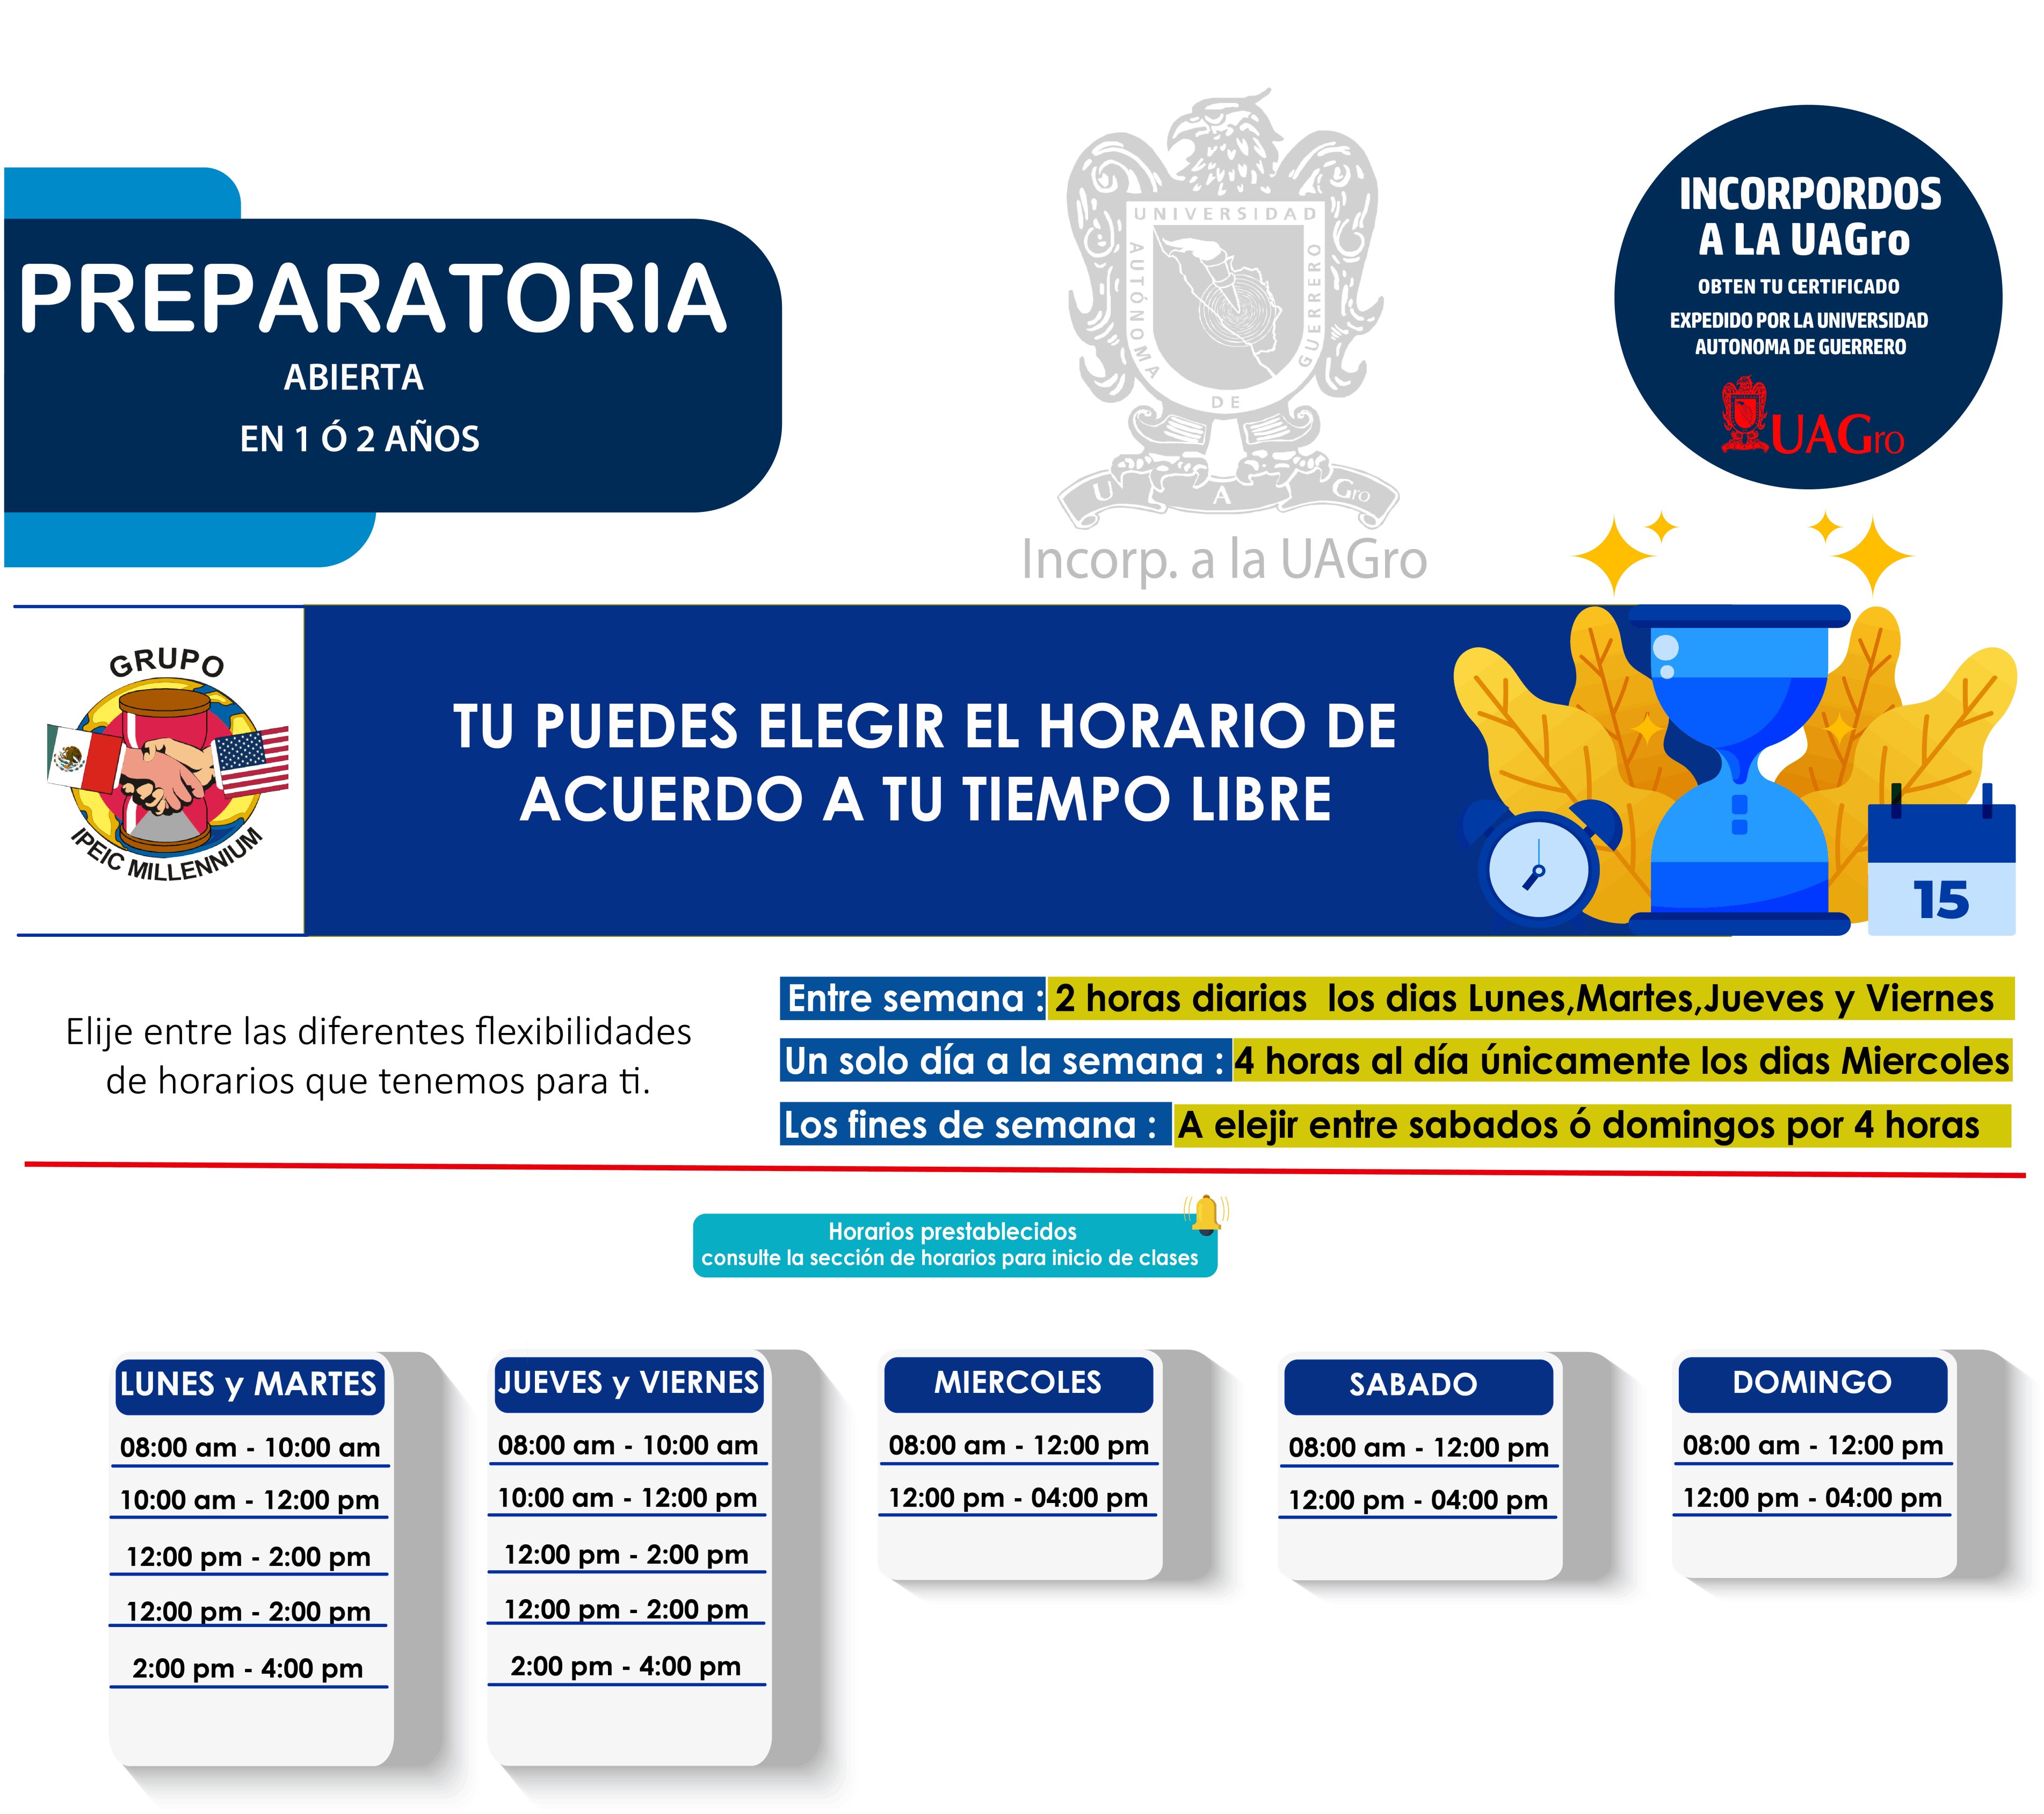 PREPARATORIA
ABIERTA
EN 1 Ó 2 AÑOS
UNIVERSIDAD
AUTÓNOMA
DE
GUERRERO
U A Gro
Incorp. a la UAGro
INCORPORDOS
A LA UAGro
OBTEN TU CERTIFICADO
EXPEDIDO POR LA UNIVERSIDAD
AUTONOMA DE GUERRERO
UAGro
GRUPO
IPEIC MILLENNIUM
TU PUEDES ELEGIR EL HORARIO DE
ACUERDO A TU TIEMPO LIBRE
15
Elije entre las diferentes flexibilidades
de horarios que tenemos para ti.
Entre semana : 2 horas diarias los dias Lunes,Martes,Jueves y Viernes
Un solo día a la semana : 4 horas al día únicamente los dias Miercoles
Los fines de semana : A elejir entre sabados ó domingos por 4 horas
Horarios prestablecidos
consulte la sección de horarios para inicio de clases
LUNES y MARTES
08:00 am - 10:00 am
10:00 am - 12:00 pm
12:00 pm - 2:00 pm
12:00 pm - 2:00 pm
2:00 pm - 4:00 pm
JUEVES y VIERNES
08:00 am - 10:00 am
10:00 am - 12:00 pm
12:00 pm - 2:00 pm
12:00 pm - 2:00 pm
2:00 pm - 4:00 pm
MIERCOLES
08:00 am - 12:00 pm
12:00 pm - 04:00 pm
SABADO
08:00 am - 12:00 pm
12:00 pm - 04:00 pm
DOMINGO
08:00 am - 12:00 pm
12:00 pm - 04:00 pm